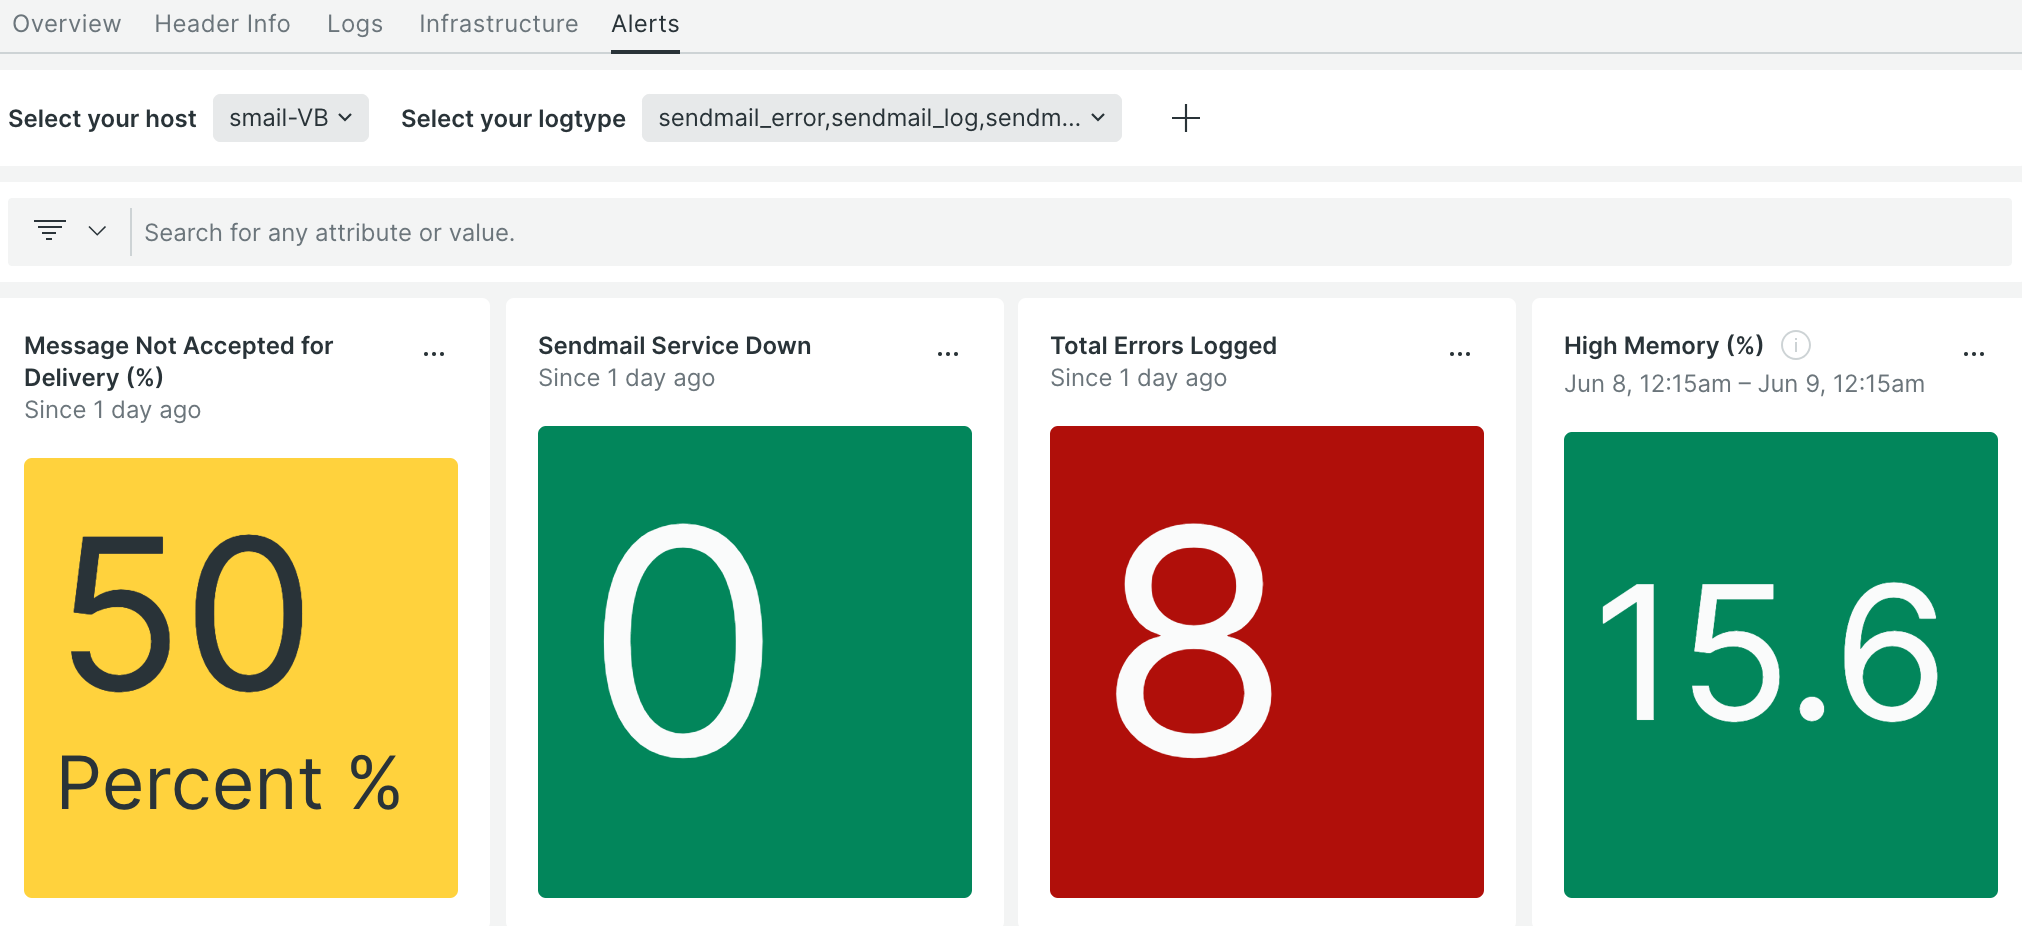 Overview Header Info Logs Infrastructure Alerts
Select your host smail-VB Select your logtype sendmail_error,sendmail_log,sendm...
Search for any attribute or value.
Message Not Accepted for
Delivery (%)
Since 1 day ago
50
Percent %
Sendmail Service Down
Since 1 day ago
0
Total Errors Logged
Since 1 day ago
8
High Memory (%)
Jun 8, 12:15am – Jun 9, 12:15am
15.6